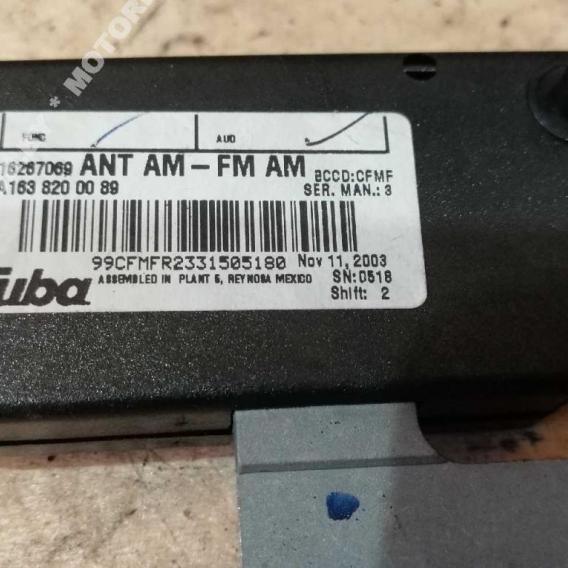 * MOTOR
FUNC AUD
16267069 ANT AM-FM AM BCCD:CFMF
A163 820 00 89 SER. MAN.: 3
99CFMFR2331505180 Nov 11, 2003
fuba ASSEMBLED IN PLANT 5, REYNOSA MEXICO SN:0518
Shift: 2